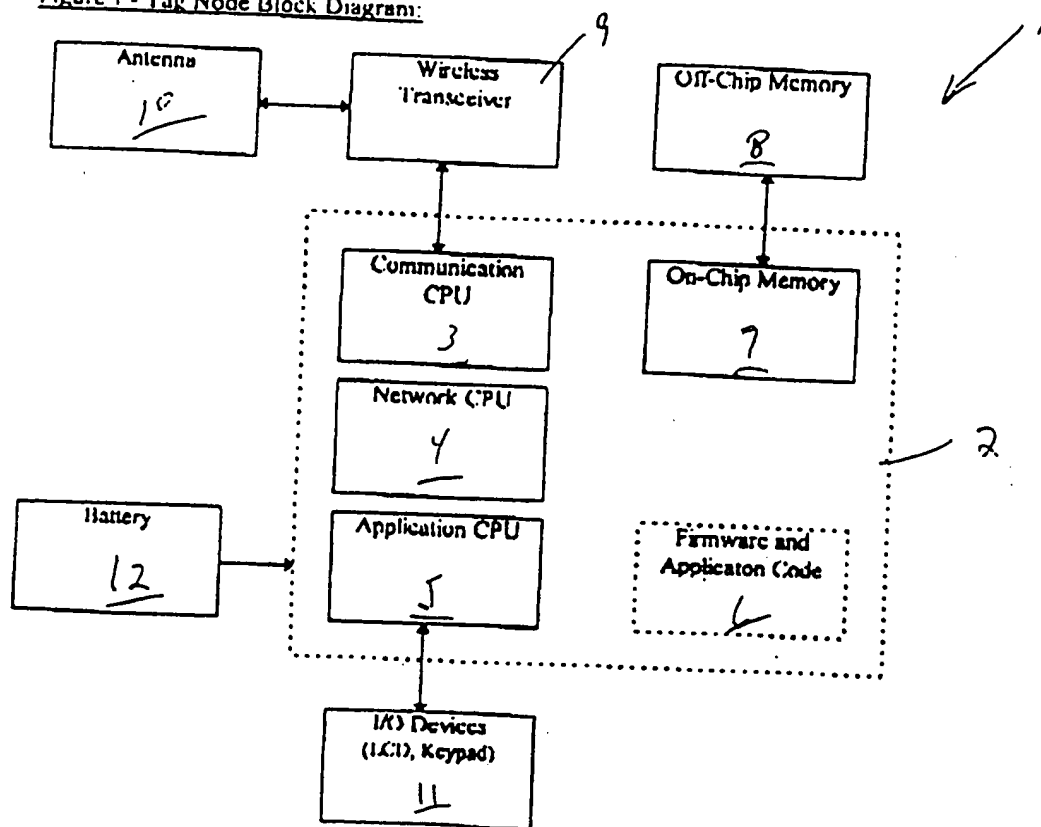 Tag Node Block Diagram:
9
Antenna
10
Wireless
Transceiver
Off-Chip Memory
8
Communication
CPU
3
On-Chip Memory
7
Network CPU
4
2
Battery
12
Application CPU
5
Firmware and
Applicaton Code
6
I/O Devices
(LCD, Keypad)
11